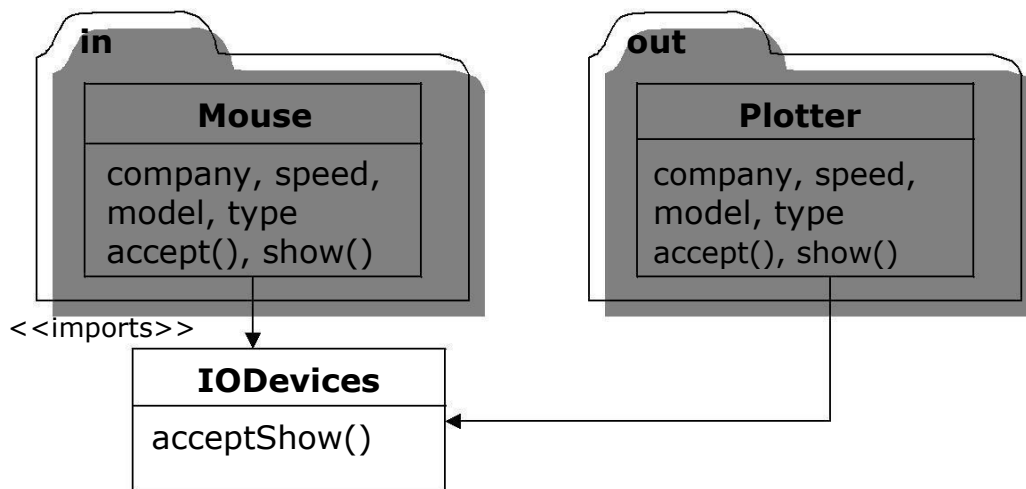 in
Mouse
company, speed,
model, type
accept(), show()
out
Plotter
company, speed,
model, type
accept(), show()
<<imports>>
IODevices
acceptShow()